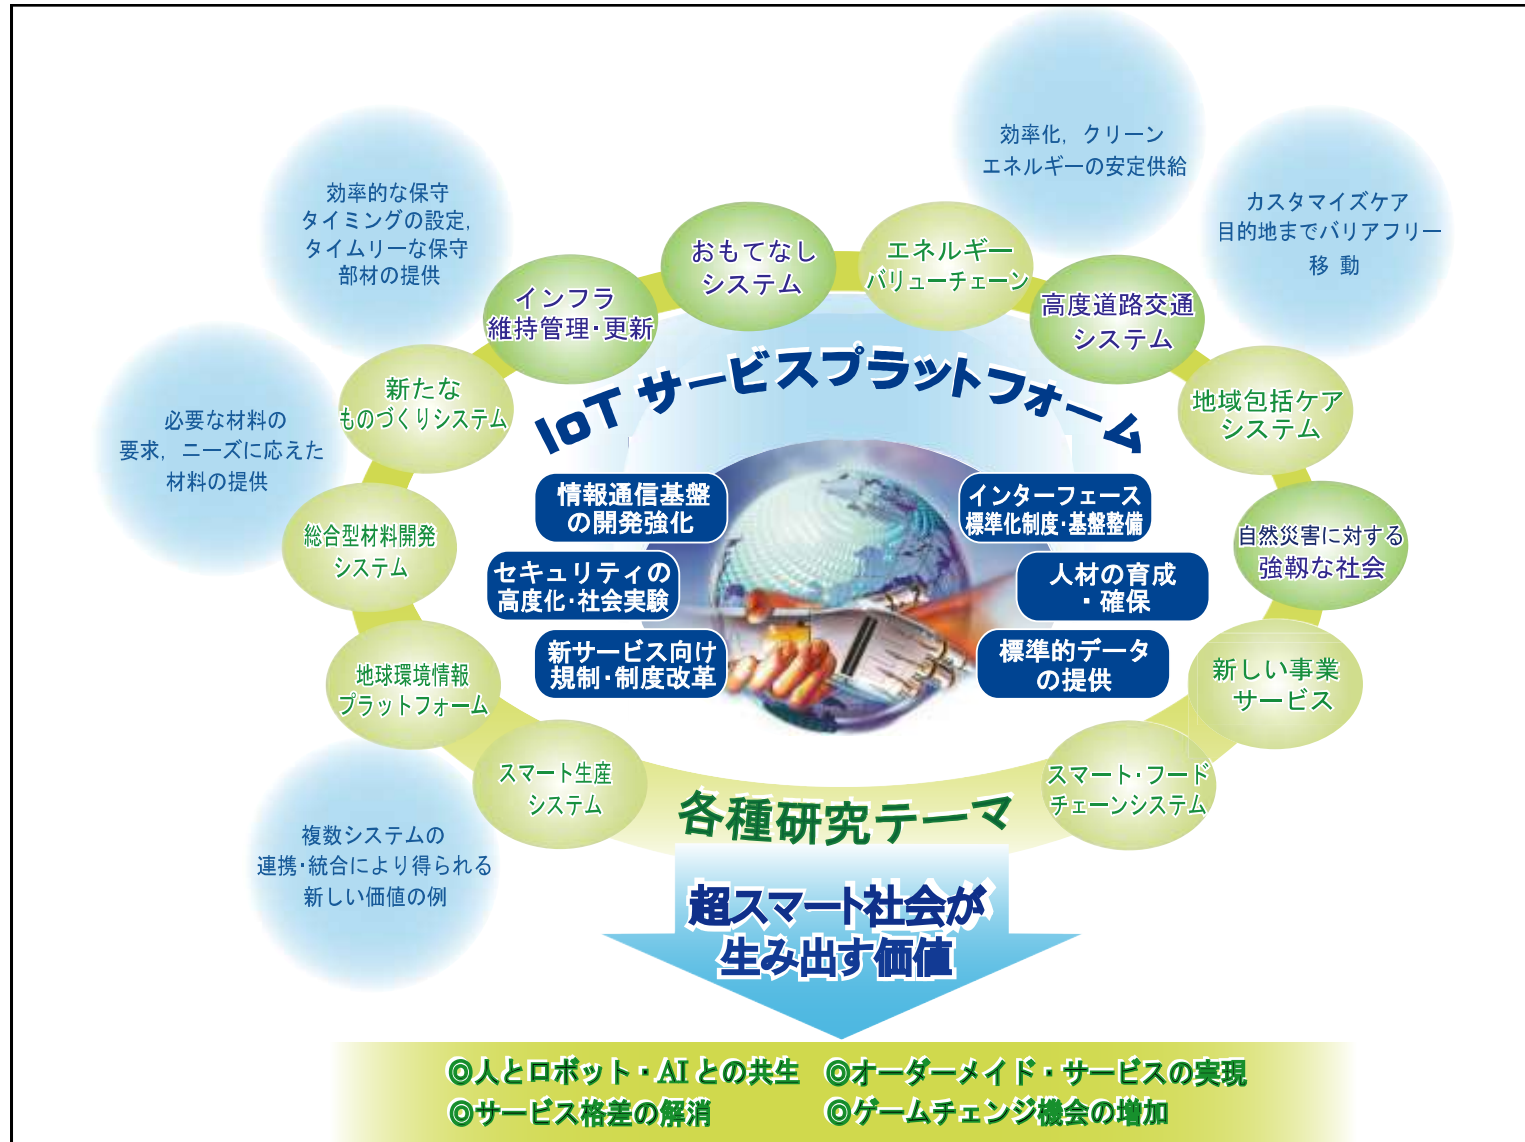 効率化，クリーン
エネルギーの安定供給
カスタマイズケア
目的地までバリアフリー
移 動
効率的な保守
タイミングの設定，
タイムリーな保守
部材の提供
必要な材料の
要求，ニーズに応えた
材料の提供
複数システムの
連携・統合により得られる
新しい価値の例
おもてなし
システム
エネルギー
バリューチェーン
インフラ
維持管理・更新
高度道路交通
システム
新たな
ものづくりシステム
地域包括ケア
システム
総合型材料開発
システム
自然災害に対する
強靱な社会
地球環境情報
プラットフォーム
新しい事業
サービス
スマート生産
システム
スマート・フード
チェーンシステム
IoT サービスプラットフォーム
情報通信基盤
の開発強化
インターフェース
標準化制度・基盤整備
セキュリティの
高度化・社会実験
人材の育成
・確保
新サービス向け
規制・制度改革
標準的データ
の提供
各種研究テーマ
超スマート社会が
生み出す価値
◎人とロボット・AI との共生 ◎オーダーメイド・サービスの実現
◎サービス格差の解消 ◎ゲームチェンジ機会の増加